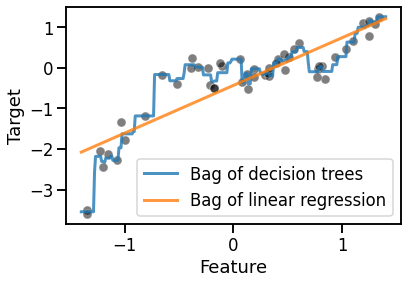 1
0
−1
−2
−3
Target
Bag of decision trees
Bag of linear regression
−1
0
1
Feature